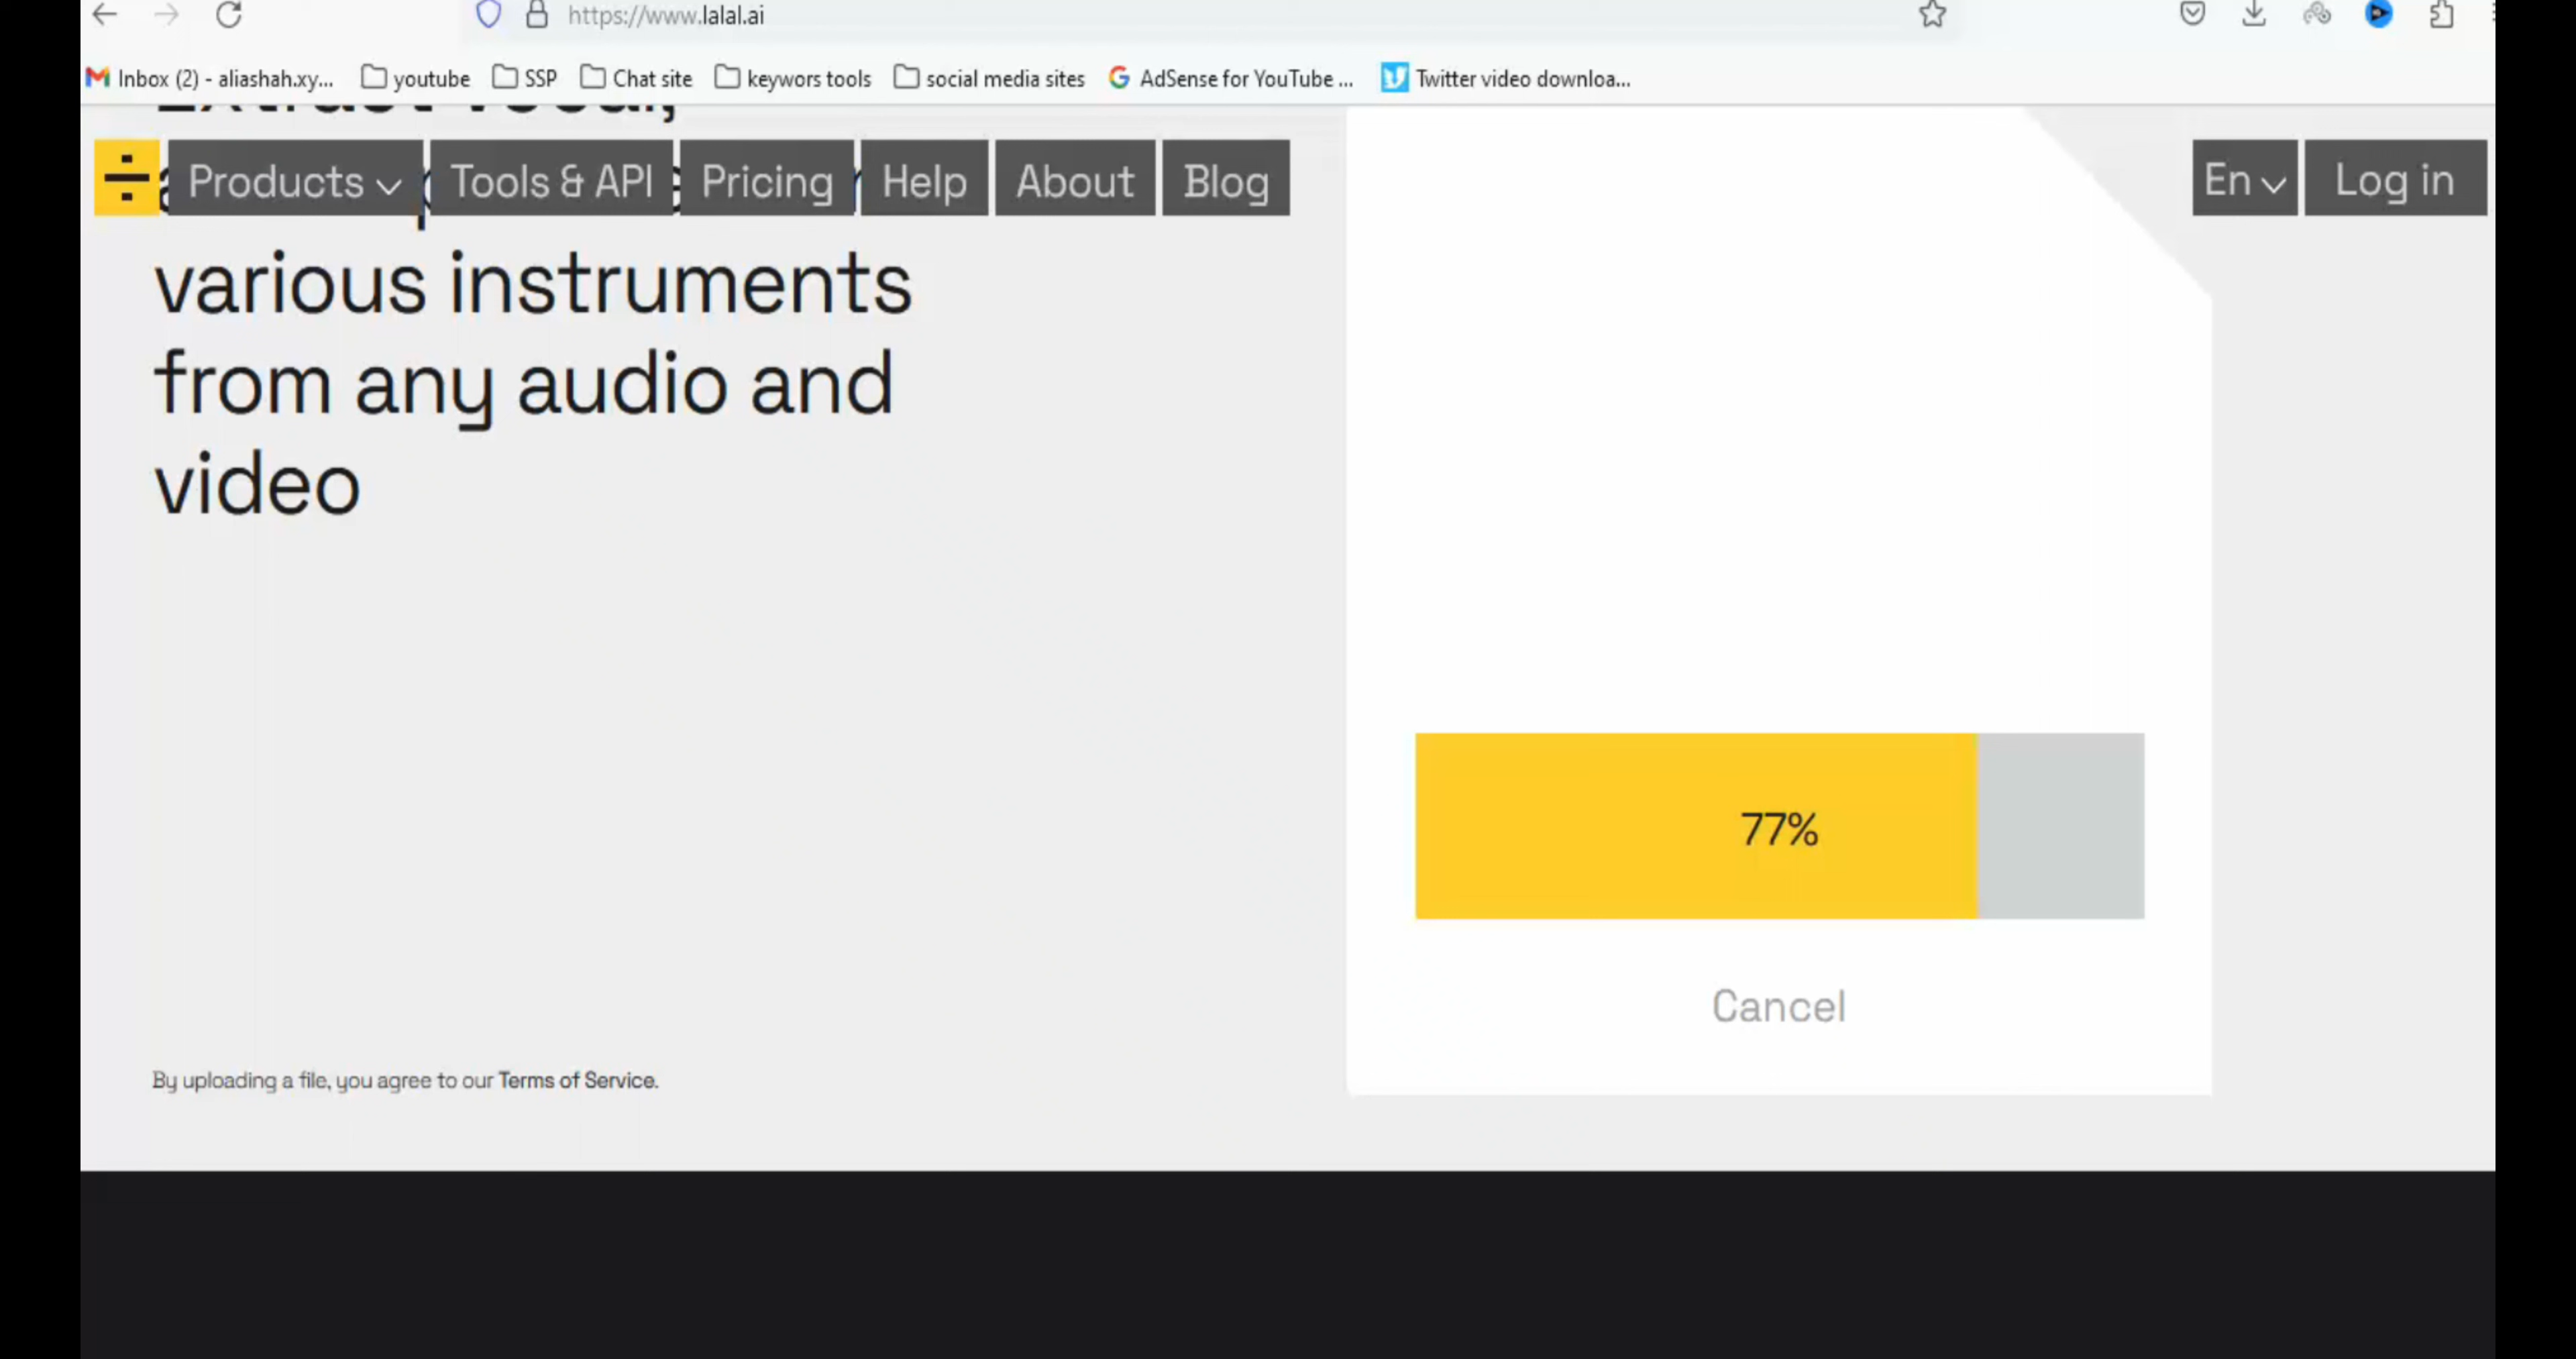 https://www.lalal.ai
Inbox (2) - aliashah.xy... youtube SSP Chat site keywors tools social media sites AdSense for YouTube ... Twitter video downloa...
Products Tools & API Pricing Help About Blog En Log in
various instruments
from any audio and
video
77%
Cancel
By uploading a file, you agree to our Terms of Service.